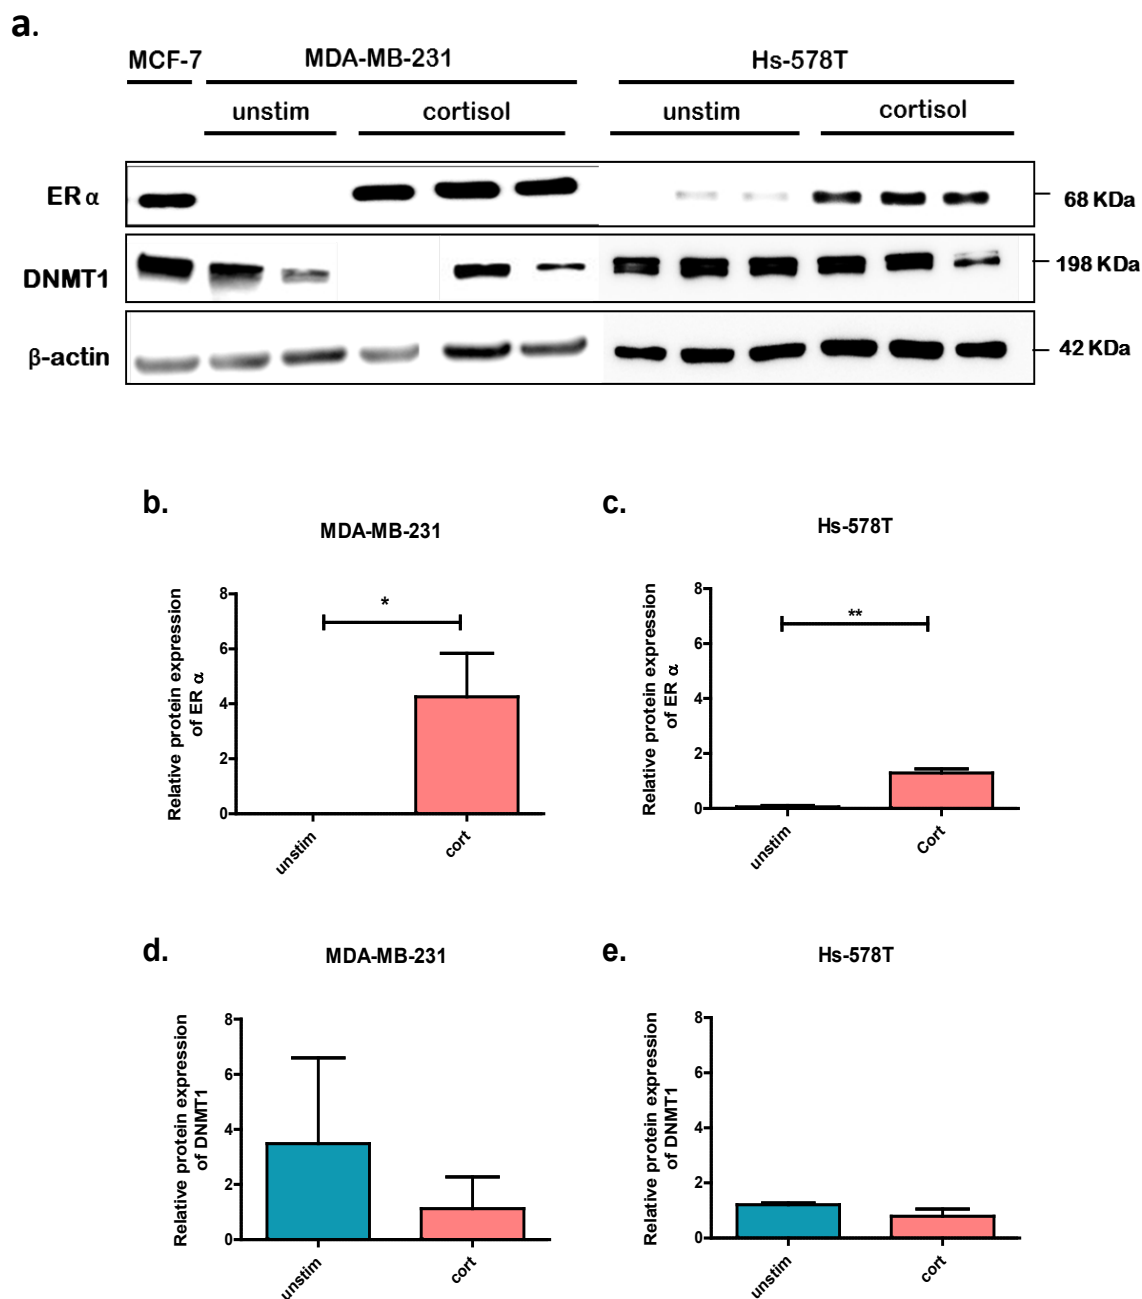 a.
MCF-7 MDA-MB-231 Hs-578T
unstim cortisol unstim cortisol
ER α 68 KDa
DNMT1 198 KDa
β-actin 42 KDa
b.
MDA-MB-231
Relative protein expression
of ER α
8
6
4
2
0
*
unstim
cort
c.
Hs-578T
Relative protein expression
of ER α
8
6
4
2
0
**
unstim
Cort
d.
MDA-MB-231
Relative protein expression
of DNMT1
8
6
4
2
0
unstim
cort
e.
Hs-578T
Relative protein expression
of DNMT1
8
6
4
2
0
unstim
cort